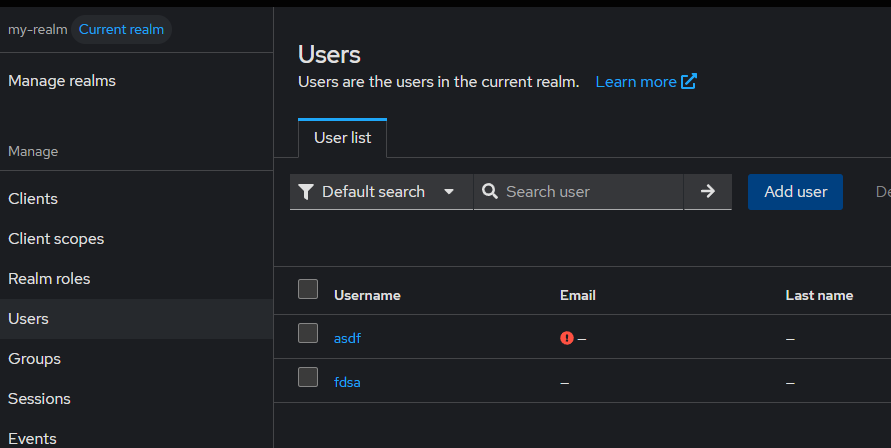 my-realm Current realm
Manage realms
Manage
Clients
Client scopes
Realm roles
Users
Groups
Sessions
Events
Users
Users are the users in the current realm. Learn more
User list
Default search Search user Add user
Username Email Last name
asdf – –
fdsa – –